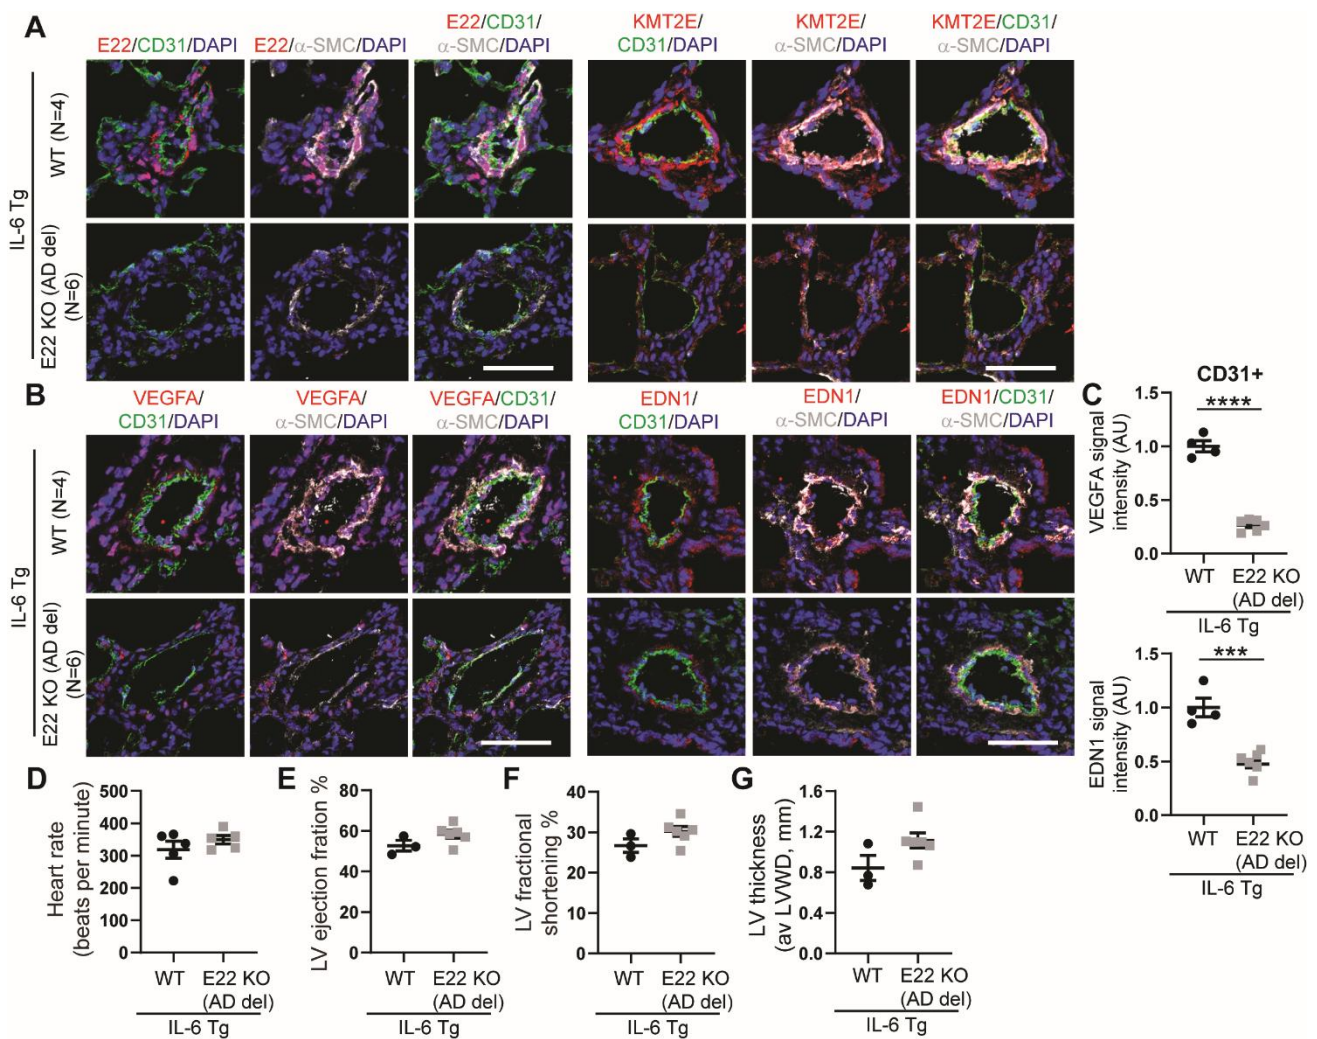 A
E22/CD31/DAPI
E22/α-SMC/DAPI
E22/CD31/
α-SMC/DAPI
KMT2E/
CD31/DAPI
KMT2E/
α-SMC/DAPI
KMT2E/CD31/
α-SMC/DAPI
IL-6 Tg
WT (N=4)
E22 KO (AD del)
(N=6)
B
VEGFA/
CD31/DAPI
VEGFA/
α-SMC/DAPI
VEGFA/CD31/
α-SMC/DAPI
EDN1/
CD31/DAPI
EDN1/
α-SMC/DAPI
EDN1/CD31/
α-SMC/DAPI
IL-6 Tg
WT (N=4)
E22 KO (AD del)
(N=6)
C
CD31+
VEGFA signal
intensity (AU)
1.5
1.0
0.5
0.0
****
WT
E22 KO
(AD del)
IL-6 Tg
EDN1 signal
intensity (AU)
1.5
1.0
0.5
0.0
***
WT
E22 KO
(AD del)
IL-6 Tg
D
Heart rate
(beats per minute)
500
400
300
200
100
0
WT
E22 KO
(AD del)
IL-6 Tg
E
LV ejection fration %
80
60
40
20
0
WT
E22 KO
(AD del)
IL-6 Tg
F
LV fractional
shortening %
40
30
20
10
0
WT
E22 KO
(AD del)
IL-6 Tg
G
LV thickness
(av LVWD, mm)
1.6
1.2
0.8
0.4
0.0
WT
E22 KO
(AD del)
IL-6 Tg